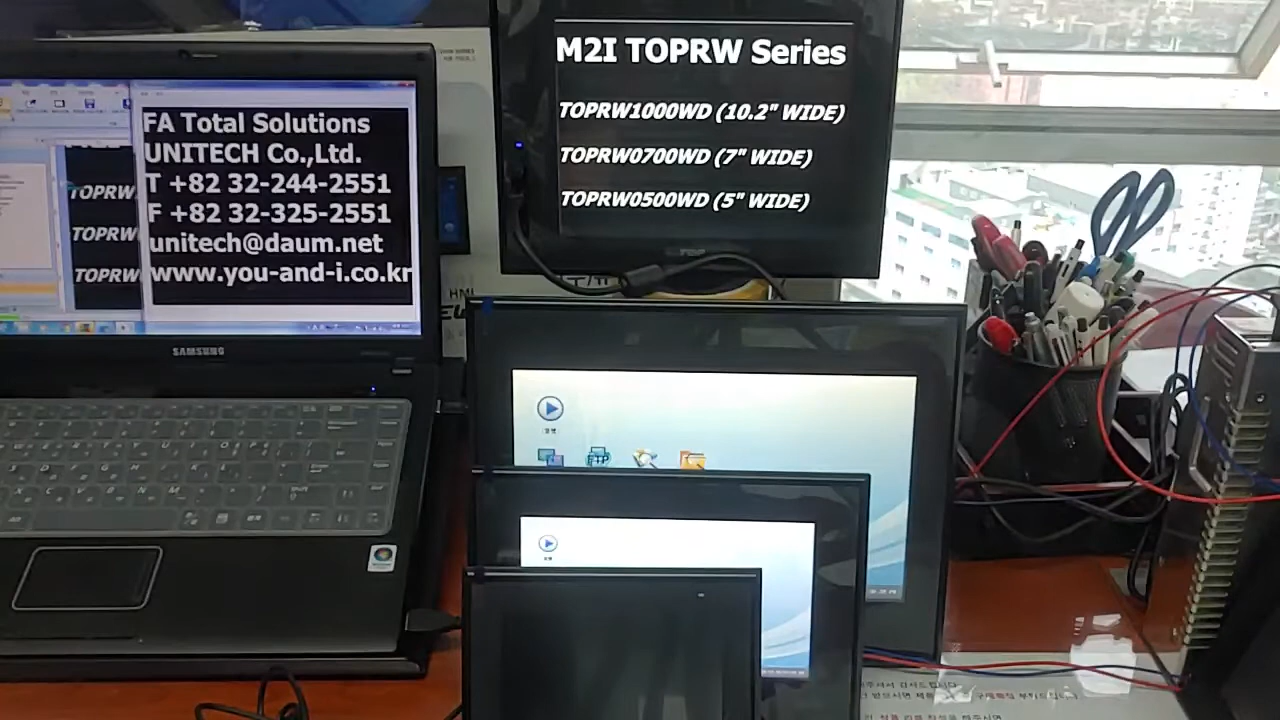 FA Total Solutions
UNITECH Co.,Ltd.
T +82 32-244-2551
F +82 32-325-2551
unitech@daum.net
www.you-and-i.co.kr
TOPRW
TOPRW
TOPRW
SAMSUNG
M2I TOPRW Series
TOPRW1000WD (10.2" WIDE)
TOPRW0700WD (7" WIDE)
TOPRW0500WD (5" WIDE)
HMI
FTP